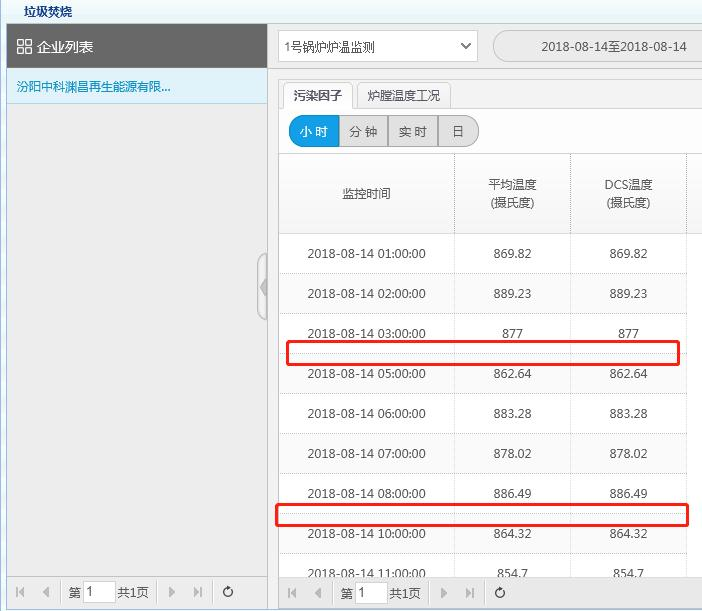 垃圾焚烧
企业列表
1号锅炉炉温监测
2018-08-14至2018-08-14
汾阳中科渊昌再生能源有限...
污染因子 炉膛温度工况
小时 分钟 实时 日
监控时间 平均温度 (摄氏度) DCS温度 (摄氏度)
2018-08-14 01:00:00 869.82 869.82
2018-08-14 02:00:00 889.23 889.23
2018-08-14 03:00:00 877 877
2018-08-14 05:00:00 862.64 862.64
2018-08-14 06:00:00 883.28 883.28
2018-08-14 07:00:00 878.02 878.02
2018-08-14 08:00:00 886.49 886.49
2018-08-14 10:00:00 864.32 864.32
2018-08-14 11:00:00 854.7 854.7
第 1 共1页
第 1 共1页